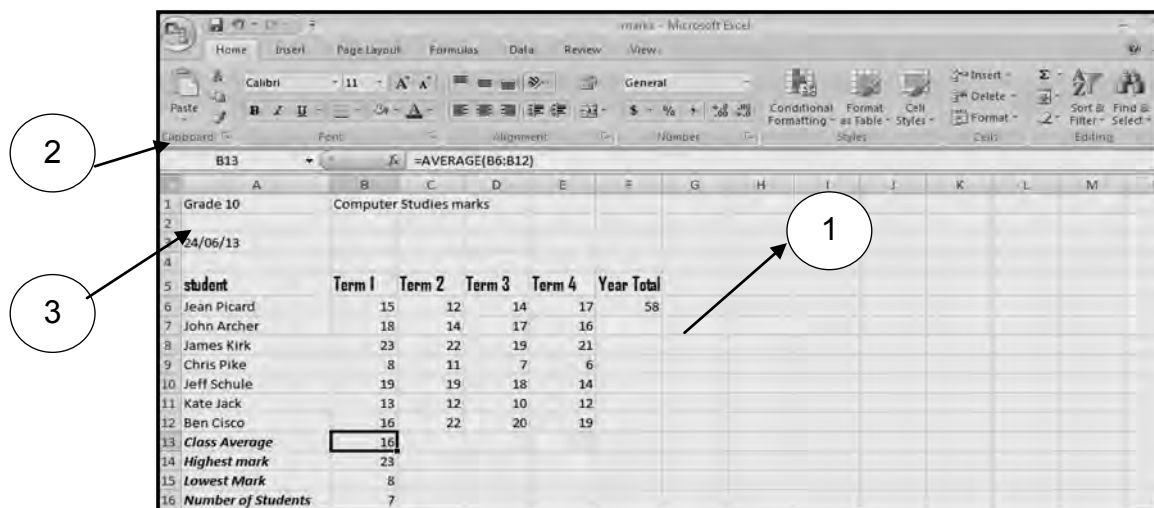 marks - Microsoft Excel
Home Insert Page Layout Formulas Data Review View
Calibri 11 A A General
Paste B I U A $ % , Conditional Formatting Format as Table Cell Styles Insert Delete Format Σ Sort & Filter Find & Select
Clipboard Font Alignment Number Styles Cells Editing
2
B13 fx =AVERAGE(B6:B12)
A B C D E F G H I J K L M
1 Grade 10 Computer Studies marks
2
1
3 24/06/13
4
3
5 student Term 1 Term 2 Term 3 Term 4 Year Total
6 Jean Picard 15 12 14 17 58
7 John Archer 18 14 17 16
8 James Kirk 23 22 19 21
9 Chris Pike 8 11 7 6
10 Jeff Schule 19 19 18 14
11 Kate Jack 13 12 10 12
12 Ben Cisco 16 22 20 19
13 Class Average 16
14 Highest mark 23
15 Lowest Mark 8
16 Number of Students 7